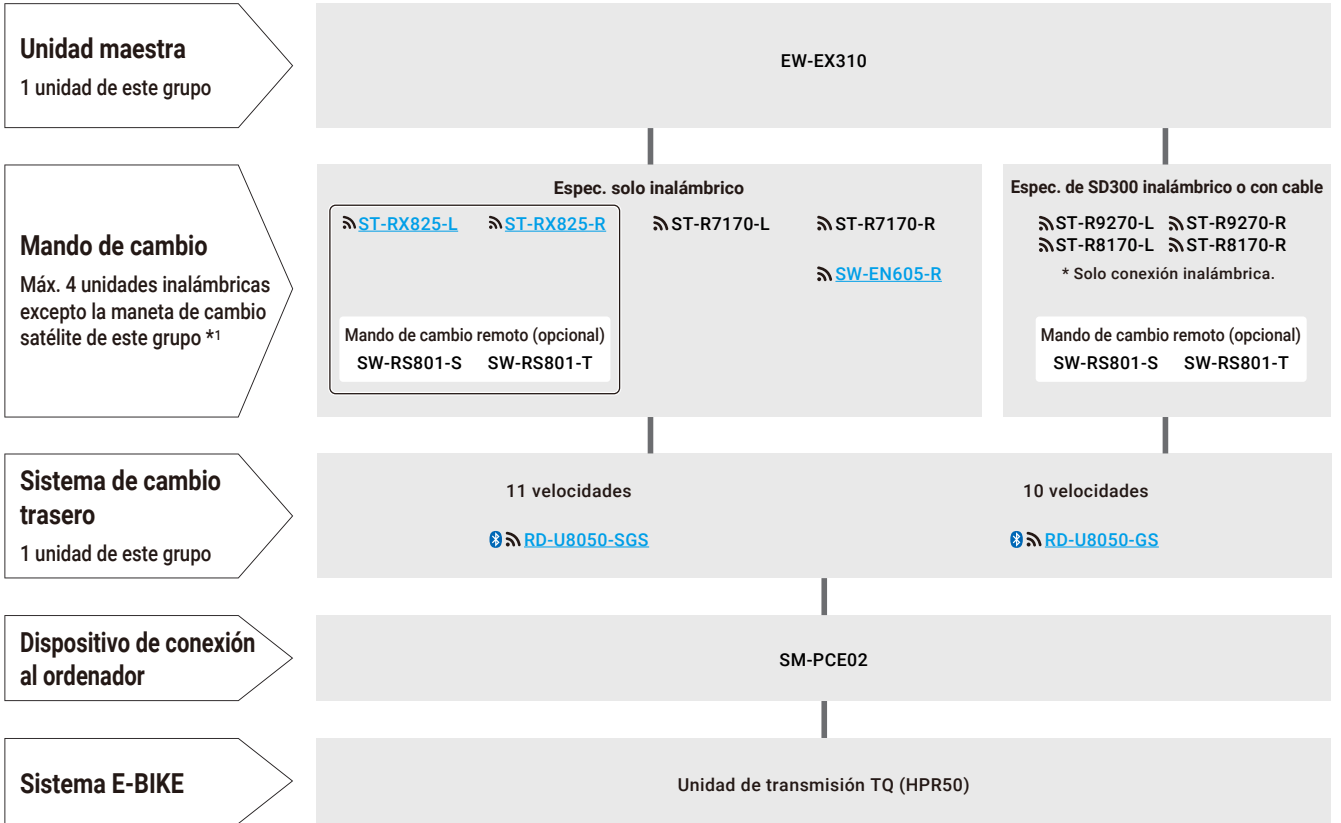 Unidad maestra
1 unidad de este grupo
EW-EX310
Mando de cambio
Máx. 4 unidades inalámbricas
excepto la maneta de cambio
satélite de este grupo *1
Espec. solo inalámbrico
ST-RX825-L ST-RX825-R ST-R7170-L ST-R7170-R
SW-EN605-R
Mando de cambio remoto (opcional)
SW-RS801-S SW-RS801-T
Espec. de SD300 inalámbrico o con cable
ST-R9270-L ST-R9270-R
ST-R8170-L ST-R8170-R
* Solo conexión inalámbrica.
Mando de cambio remoto (opcional)
SW-RS801-S SW-RS801-T
Sistema de cambio
trasero
1 unidad de este grupo
11 velocidades
RD-U8050-SGS
10 velocidades
RD-U8050-GS
Dispositivo de conexión
al ordenador
SM-PCE02
Sistema E-BIKE
Unidad de transmisión TQ (HPR50)